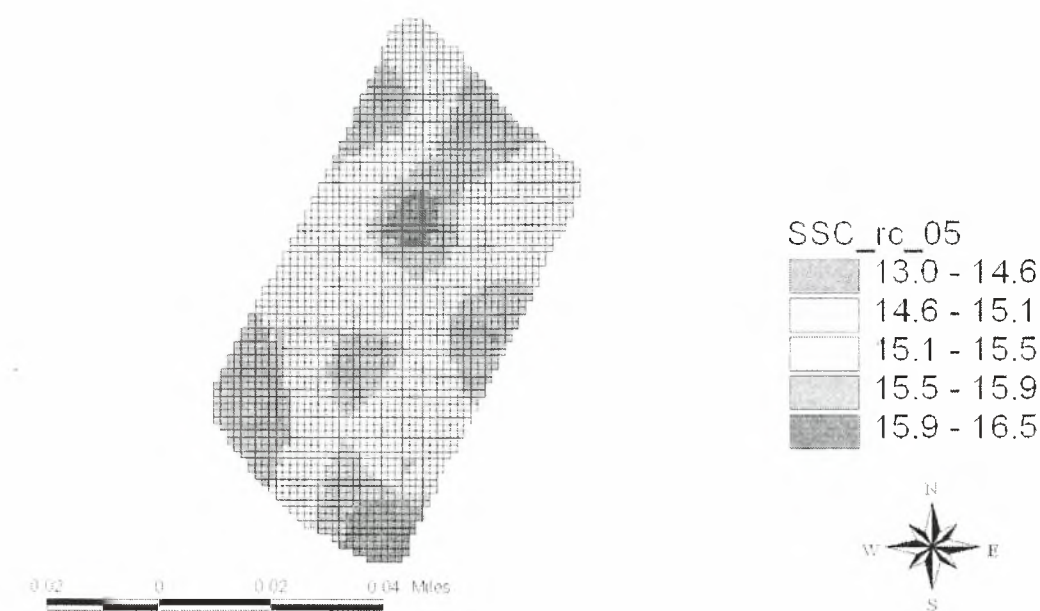 SSC_rc_05
13.0 - 14.6
14.6 - 15.1
15.1 - 15.5
15.5 - 15.9
15.9 - 16.5
N
W E
S
0.02 0 0.02 0.04 Miles